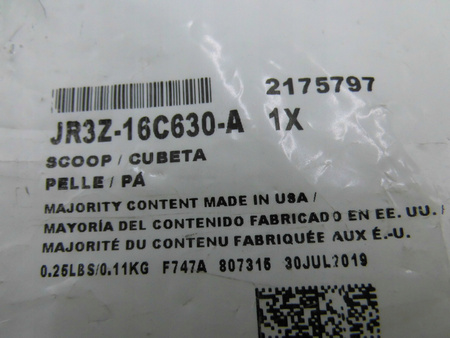 2175797
JR3Z-16C630-A 1X
SCOOP / CUBETA
PELLE / PÁ
MAJORITY CONTENT MADE IN USA /
MAYORÍA DEL CONTENIDO FABRICADO EN EE. UU. /
MAJORITÉ DU CONTENU FABRIQUÉE AUX É.-U.
0.25LBS/0.11KG F747A 807315 30JUL2019